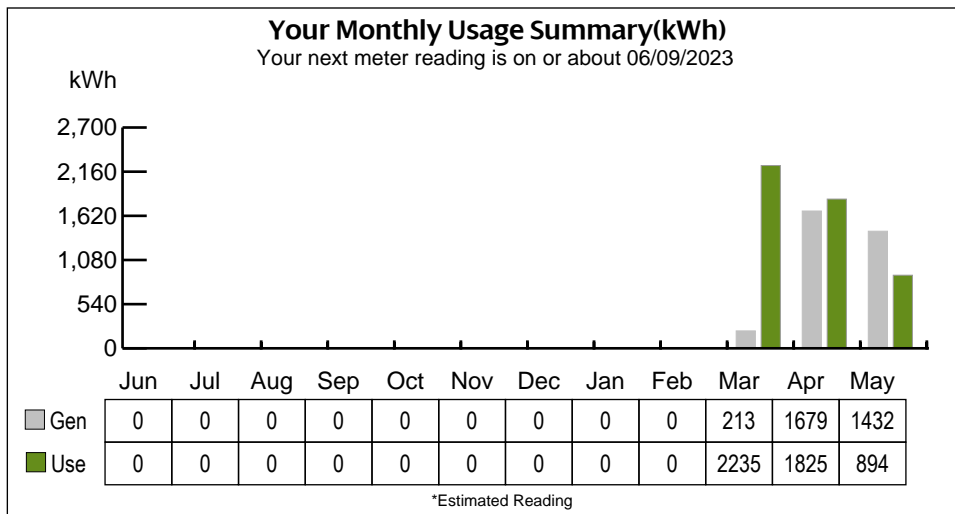 Your Monthly Usage Summary(kWh)
Your next meter reading is on or about 06/09/2023
kWh
2,700
2,160
1,620
1,080
540
0
Jun Jul Aug Sep Oct Nov Dec Jan Feb Mar Apr May
Gen 0 0 0 0 0 0 0 0 0 213 1679 1432
Use 0 0 0 0 0 0 0 0 0 2235 1825 894
*Estimated Reading